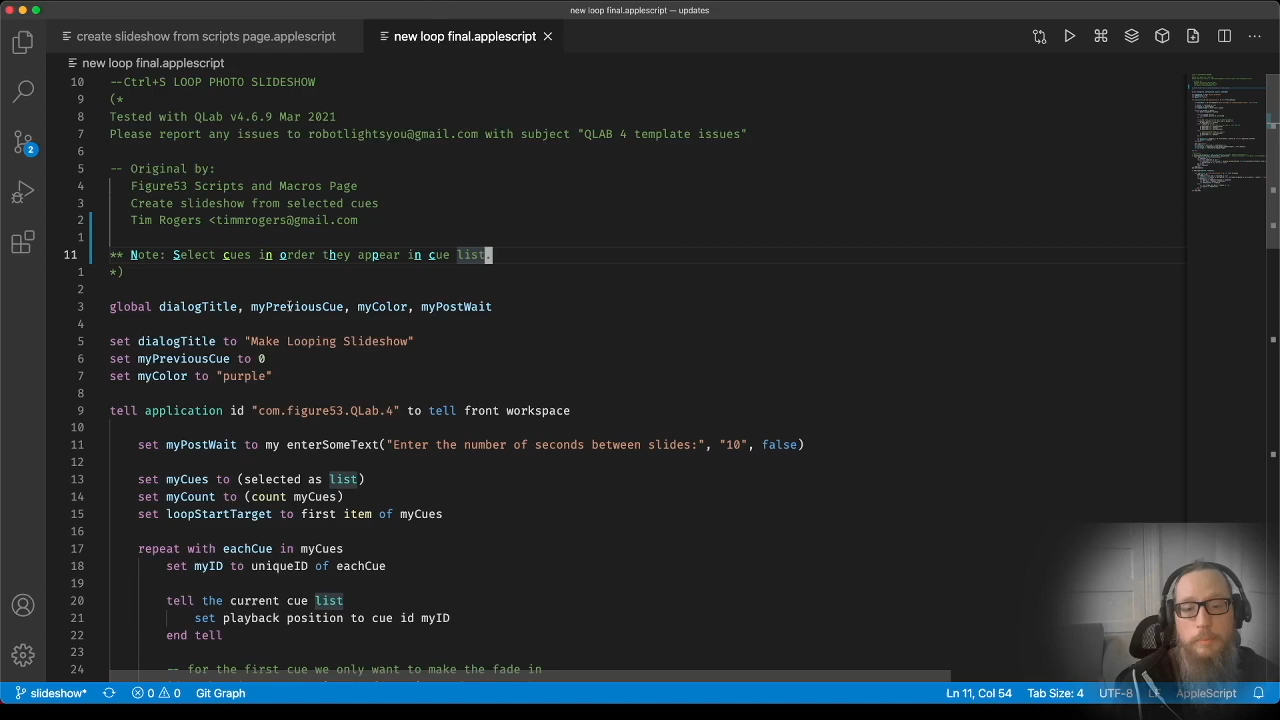 new loop final.applescript — updates
create slideshow from scripts page.applescript
new loop final.applescript
new loop final.applescript
10 --Ctrl+S LOOP PHOTO SLIDESHOW
9 (*
8 Tested with QLab v4.6.9 Mar 2021
7 Please report any issues to robotlightsyou@gmail.com with subject "QLAB 4 template issues"
6
5 -- Original by:
4 Figure53 Scripts and Macros Page
3 Create slideshow from selected cues
2 Tim Rogers <timmrogers@gmail.com
1
11 ** Note: Select cues in order they appear in cue list.
1 *)
2
3 global dialogTitle, myPreviousCue, myColor, myPostWait
4
5 set dialogTitle to "Make Looping Slideshow"
6 set myPreviousCue to 0
7 set myColor to "purple"
8
9 tell application id "com.figure53.QLab.4" to tell front workspace
10
11 set myPostWait to my enterSomeText("Enter the number of seconds between slides:", "10", false)
12
13 set myCues to (selected as list)
14 set myCount to (count myCues)
15 set loopStartTarget to first item of myCues
16
17 repeat with eachCue in myCues
18 set myID to uniqueID of eachCue
19
20 tell the current cue list
21 set playback position to cue id myID
22 end tell
23
24 -- for the first cue we only want to make the fade in
2
slideshow*
0 0
Git Graph
Ln 11, Col 54
Tab Size: 4
UTF-8
LF
AppleScript